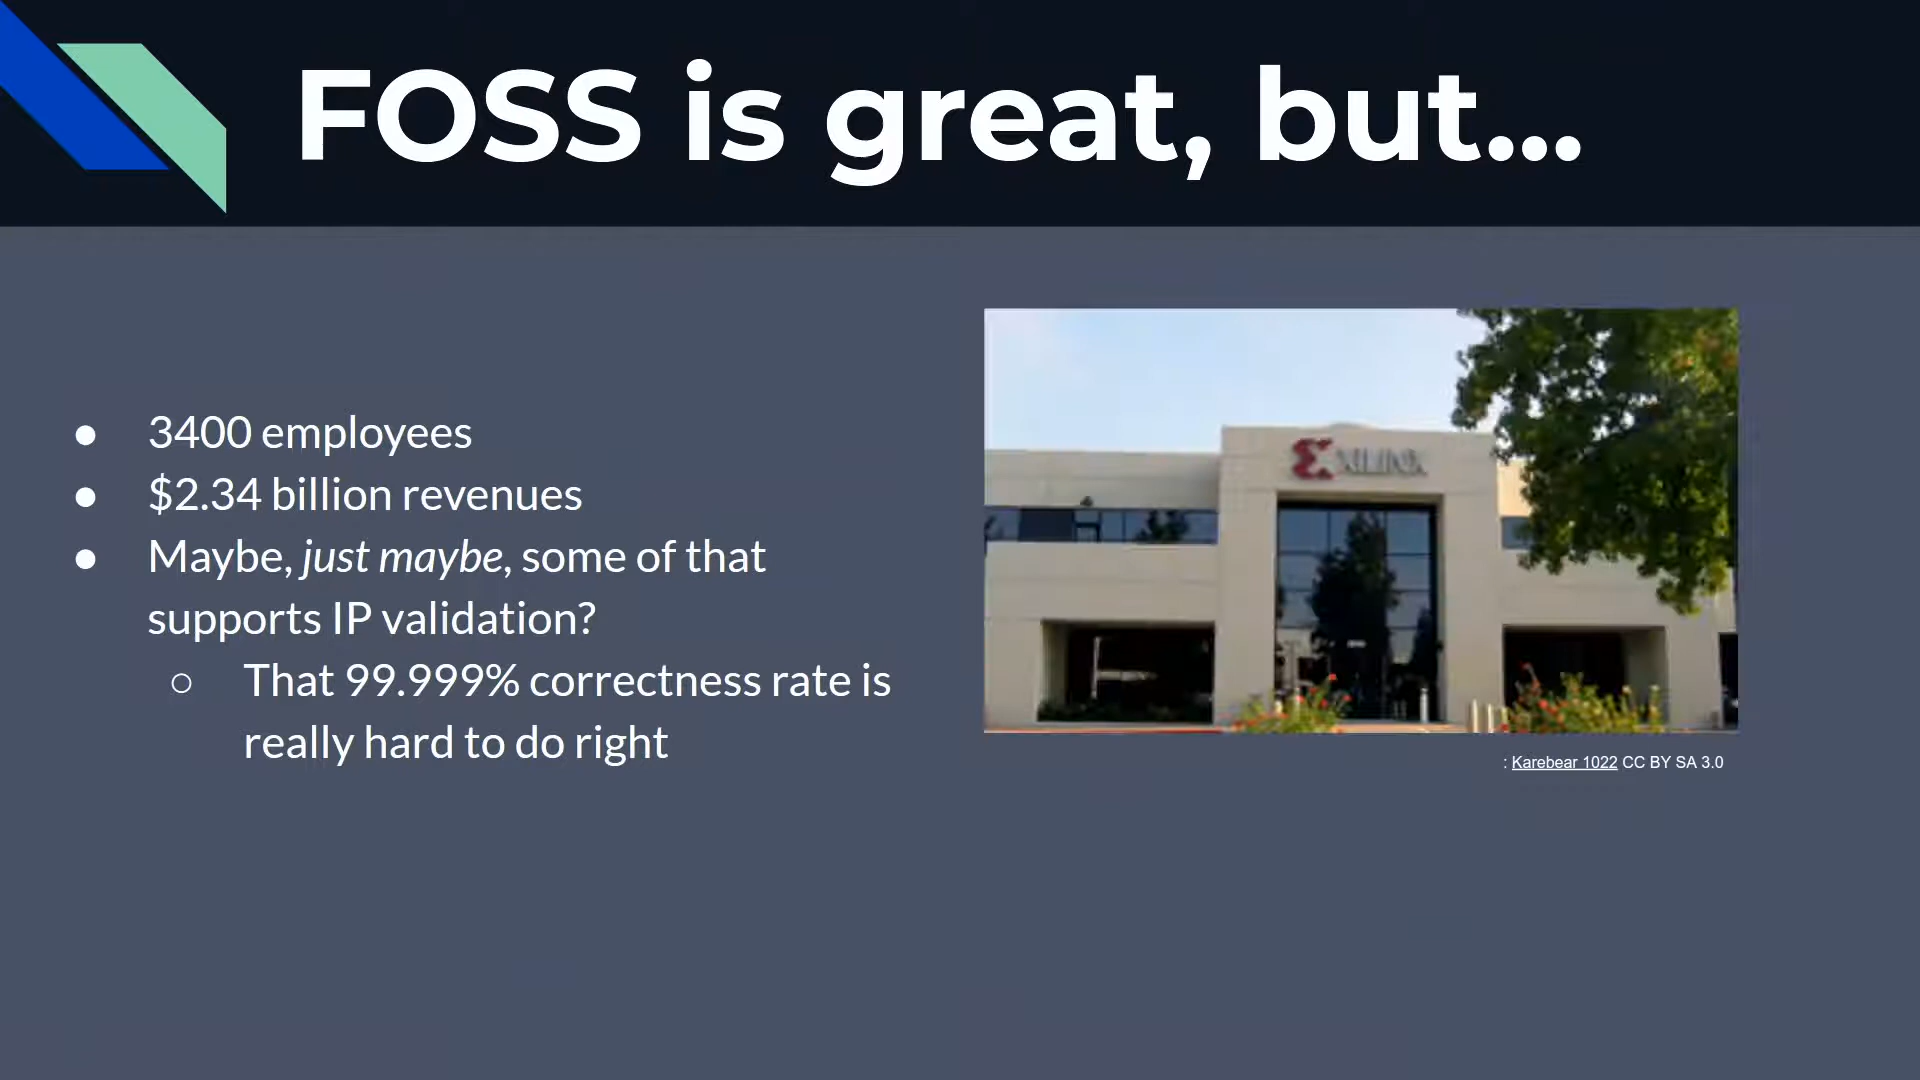 FOSS is great, but...
● 3400 employees
● $2.34 billion revenues
● Maybe, just maybe, some of that
supports IP validation?
○ That 99.999% correctness rate is
really hard to do right
XILINX
: Karebear 1022 CC BY SA 3.0